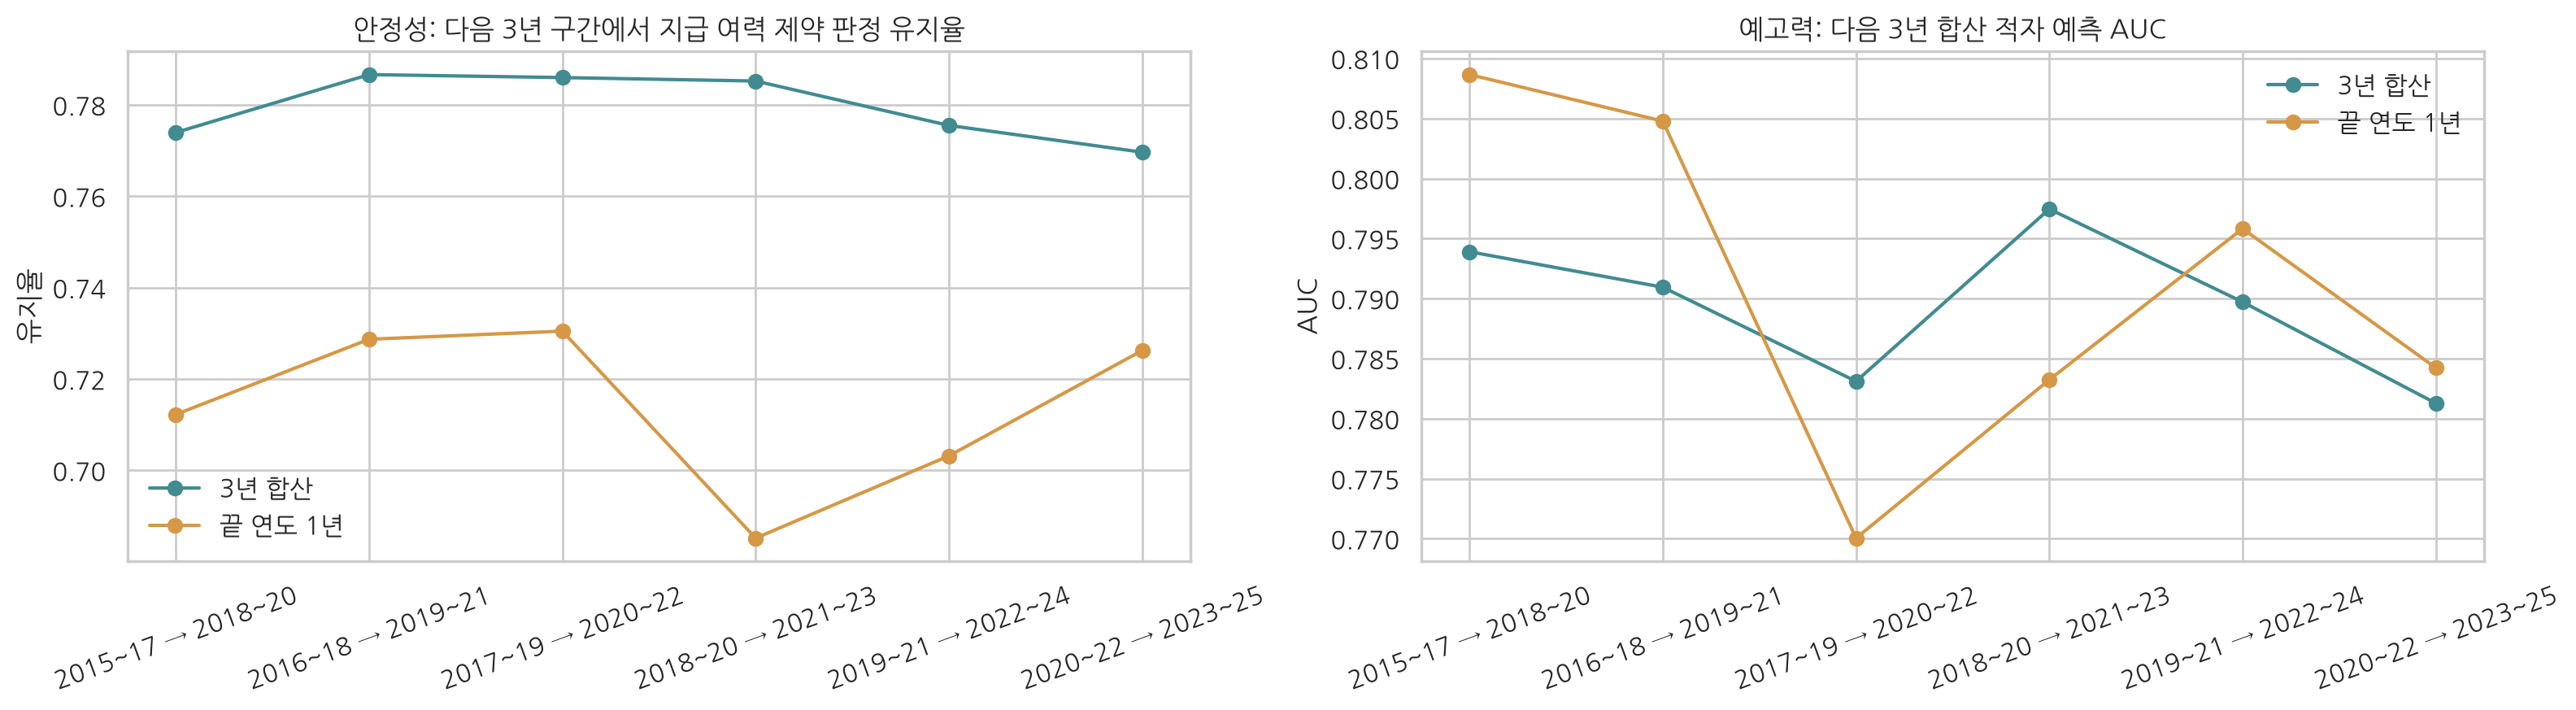 안정성: 다음 3년 구간에서 지급 여력 제약 판정 유지율
유지율
0.78
0.76
0.74
0.72
0.70
3년 합산
끝 연도 1년
2015~17 → 2018~20
2016~18 → 2019~21
2017~19 → 2020~22
2018~20 → 2021~23
2019~21 → 2022~24
2020~22 → 2023~25
예고력: 다음 3년 합산 적자 예측 AUC
AUC
0.810
0.805
0.800
0.795
0.790
0.785
0.780
0.775
0.770
3년 합산
끝 연도 1년
2015~17 → 2018~20
2016~18 → 2019~21
2017~19 → 2020~22
2018~20 → 2021~23
2019~21 → 2022~24
2020~22 → 2023~25